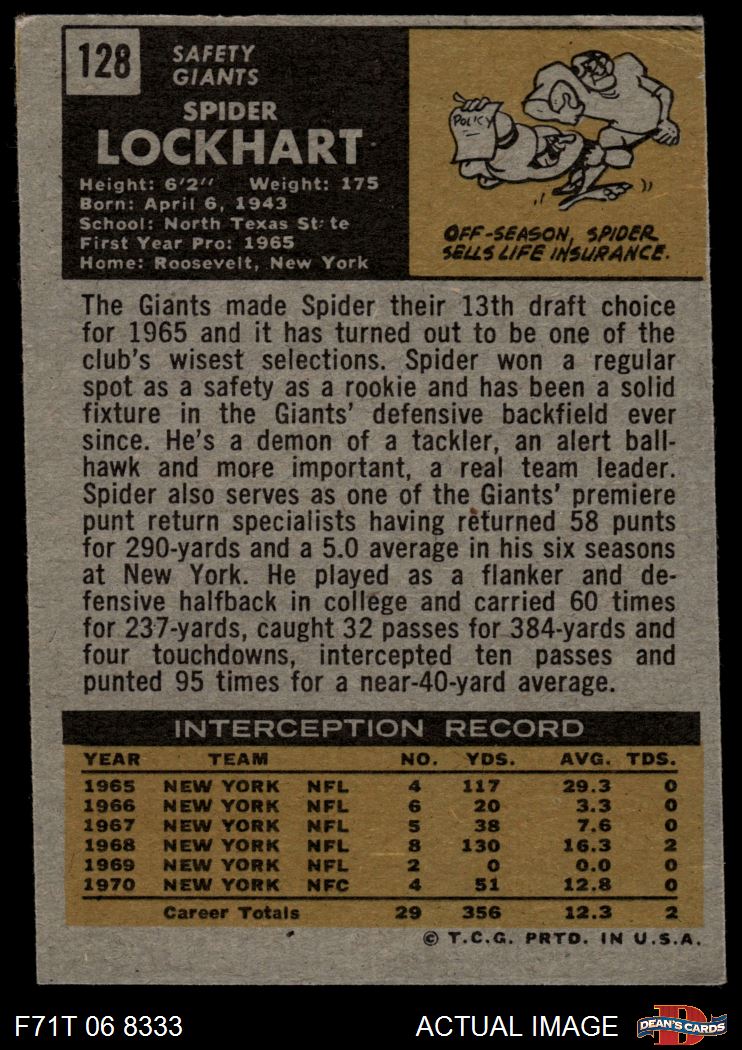 128
SAFETY
GIANTS
SPIDER
LOCKHART
Height: 6'2" Weight: 175
Born: April 6, 1943
School: North Texas St te
First Year Pro: 1965
Home: Roosevelt, New York
POLICY
OFF-SEASON, SPIDER
SELLS LIFE INSURANCE.
The Giants made Spider their 13th draft choice
for 1965 and it has turned out to be one of the
club's wisest selections. Spider won a regular
spot as a safety as a rookie and has been a solid
fixture in the Giants' defensive backfield ever
since. He's a demon of a tackler, an alert ball-
hawk and more important, a real team leader.
Spider also serves as one of the Giants' premiere
punt return specialists having returned 58 punts
for 290-yards and a 5.0 average in his six seasons
at New York. He played as a flanker and de-
fensive halfback in college and carried 60 times
for 237-yards, caught 32 passes for 384-yards and
four touchdowns, intercepted ten passes and
punted 95 times for a near-40-yard average.
INTERCEPTION RECORD
YEAR TEAM NO. YDS. AVG. TDS.
1965 NEW YORK NFL 4 117 29.3 0
1966 NEW YORK NFL 6 20 3.3 0
1967 NEW YORK NFL 5 38 7.6 0
1968 NEW YORK NFL 8 130 16.3 2
1969 NEW YORK NFL 2 0 0.0 0
1970 NEW YORK NFC 4 51 12.8 0
Career Totals 29 356 12.3 2
© T.C.G. PRTD. IN U.S.A.
F71T 06 8333 ACTUAL IMAGE DEAN'S CARDS